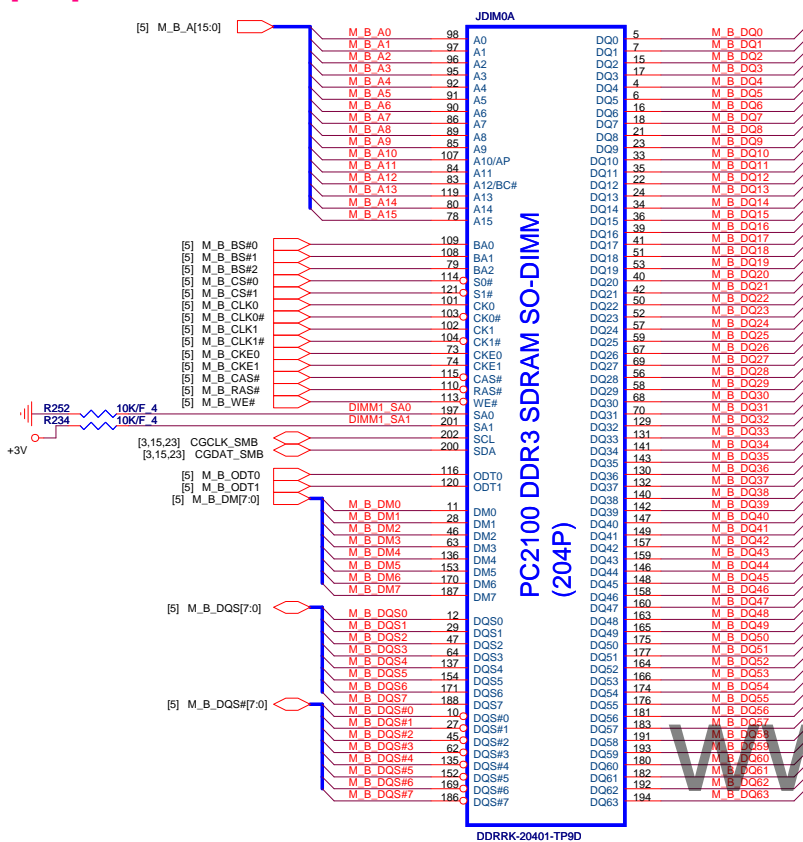 JDIM0A
[5] M_B_A[15:0]
M_B_A0 98 A0
M_B_A1 97 A1
M_B_A2 96 A2
M_B_A3 95 A3
M_B_A4 92 A4
M_B_A5 91 A5
M_B_A6 90 A6
M_B_A7 86 A7
M_B_A8 89 A8
M_B_A9 85 A9
M_B_A10 107 A10/AP
M_B_A11 84 A11
M_B_A12 83 A12/BC#
M_B_A13 119 A13
M_B_A14 80 A14
M_B_A15 78 A15
[5] M_B_BS#0 109 BA0
[5] M_B_BS#1 108 BA1
[5] M_B_BS#2 79 BA2
[5] M_B_CS#0 114 S0#
[5] M_B_CS#1 121 S1#
[5] M_B_CLK0 101 CK0
[5] M_B_CLK0# 103 CK0#
[5] M_B_CLK1 102 CK1
[5] M_B_CLK1# 104 CK1#
[5] M_B_CKE0 73 CKE0
[5] M_B_CKE1 74 CKE1
[5] M_B_CAS# 115 CAS#
[5] M_B_RAS# 110 RAS#
[5] M_B_WE# 113 WE#
R252 10K/F_4 DIMM1_SA0 197 SA0
R234 10K/F_4 DIMM1_SA1 201 SA1
+3V
[3,15,23] CGCLK_SMB 202 SCL
[3,15,23] CGDAT_SMB 200 SDA
[5] M_B_ODT0 116 ODT0
[5] M_B_ODT1 120 ODT1
[5] M_B_DM[7:0]
M_B_DM0 11 DM0
M_B_DM1 28 DM1
M_B_DM2 46 DM2
M_B_DM3 63 DM3
M_B_DM4 136 DM4
M_B_DM5 153 DM5
M_B_DM6 170 DM6
M_B_DM7 187 DM7
[5] M_B_DQS[7:0]
M_B_DQS0 12 DQS0
M_B_DQS1 29 DQS1
M_B_DQS2 47 DQS2
M_B_DQS3 64 DQS3
M_B_DQS4 137 DQS4
M_B_DQS5 154 DQS5
M_B_DQS6 171 DQS6
M_B_DQS7 188 DQS7
[5] M_B_DQS#[7:0]
M_B_DQS#0 10 DQS#0
M_B_DQS#1 27 DQS#1
M_B_DQS#2 45 DQS#2
M_B_DQS#3 62 DQS#3
M_B_DQS#4 135 DQS#4
M_B_DQS#5 152 DQS#5
M_B_DQS#6 169 DQS#6
M_B_DQS#7 186 DQS#7
PC2100 DDR3 SDRAM SO-DIMM
(204P)
DQ0 5 M_B_DQ0
DQ1 7 M_B_DQ1
DQ2 15 M_B_DQ2
DQ3 17 M_B_DQ3
DQ4 4 M_B_DQ4
DQ5 6 M_B_DQ5
DQ6 16 M_B_DQ6
DQ7 18 M_B_DQ7
DQ8 21 M_B_DQ8
DQ9 23 M_B_DQ9
DQ10 33 M_B_DQ10
DQ11 35 M_B_DQ11
DQ12 22 M_B_DQ12
DQ13 24 M_B_DQ13
DQ14 34 M_B_DQ14
DQ15 36 M_B_DQ15
DQ16 39 M_B_DQ16
DQ17 41 M_B_DQ17
DQ18 51 M_B_DQ18
DQ19 53 M_B_DQ19
DQ20 40 M_B_DQ20
DQ21 42 M_B_DQ21
DQ22 50 M_B_DQ22
DQ23 52 M_B_DQ23
DQ24 57 M_B_DQ24
DQ25 59 M_B_DQ25
DQ26 67 M_B_DQ26
DQ27 69 M_B_DQ27
DQ28 56 M_B_DQ28
DQ29 58 M_B_DQ29
DQ30 68 M_B_DQ30
DQ31 70 M_B_DQ31
DQ32 129 M_B_DQ32
DQ33 131 M_B_DQ33
DQ34 141 M_B_DQ34
DQ35 143 M_B_DQ35
DQ36 130 M_B_DQ36
DQ37 132 M_B_DQ37
DQ38 140 M_B_DQ38
DQ39 142 M_B_DQ39
DQ40 147 M_B_DQ40
DQ41 149 M_B_DQ41
DQ42 157 M_B_DQ42
DQ43 159 M_B_DQ43
DQ44 146 M_B_DQ44
DQ45 148 M_B_DQ45
DQ46 158 M_B_DQ46
DQ47 160 M_B_DQ47
DQ48 163 M_B_DQ48
DQ49 165 M_B_DQ49
DQ50 175 M_B_DQ50
DQ51 177 M_B_DQ51
DQ52 164 M_B_DQ52
DQ53 166 M_B_DQ53
DQ54 174 M_B_DQ54
DQ55 176 M_B_DQ55
DQ56 181 M_B_DQ56
DQ57 183 M_B_DQ57
DQ58 191 M_B_DQ58
DQ59 193 M_B_DQ59
DQ60 180 M_B_DQ60
DQ61 182 M_B_DQ61
DQ62 192 M_B_DQ62
DQ63 194 M_B_DQ63
DDRRK-20401-TP9D